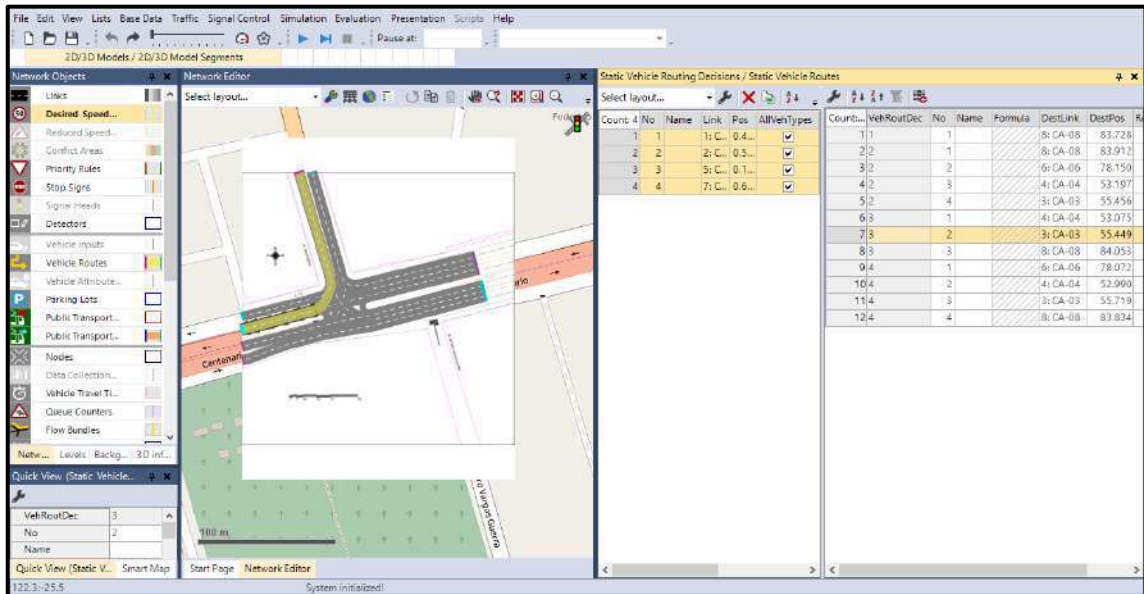 File Edit View Lists Base Data Traffic Signal Control Simulation Evaluation Presentation Scripts Help
Pause at:
2D/3D Models / 2D/3D Model Segments
Network Objects
Links
Desired Speed...
Reduced Speed...
Conflict Areas
Priority Rules
Stop Signs
Signal Heads
Detectors
Vehicle Inputs
Vehicle Routes
Vehicle Attribute...
Parking Lots
Public Transport...
Public Transport...
Nodes
Data Collection...
Vehicle Travel Ti...
Queue Counters
Flow Bundles
Netw... Levels Backg... 3D inf...
Quick View (Static Vehicle...
VehRoutDec 3
No 2
Name
Quick View (Static V... Smart Map
Network Editor
Select layout...
Centenari
100 m
ro Vargas Guerra
Start Page Network Editor
Static Vehicle Routing Decisions / Static Vehicle Routes
Select layout...
Count: 4 No Name Link Pos AllVehTypes
1 1 1: C... 0.4...
2 2 2: C... 0.5...
3 3 5: C... 0.1...
4 4 7: C... 0.6...
Count:... VehRoutDec No Name Formula DestLink DestPos
1 1 1 8: CA-08 83.728
2 2 1 8: CA-08 83.912
3 2 2 6: CA-06 78.150
4 2 3 4: CA-04 53.197
5 2 4 3: CA-03 55.456
6 3 1 4: CA-04 53.075
7 3 2 3: CA-03 55.449
8 3 3 8: CA-08 84.053
9 4 1 6: CA-06 78.072
10 4 2 4: CA-04 52.990
11 4 3 3: CA-03 55.719
12 4 4 8: CA-08 83.834
122.3:-25.5 System initialized!